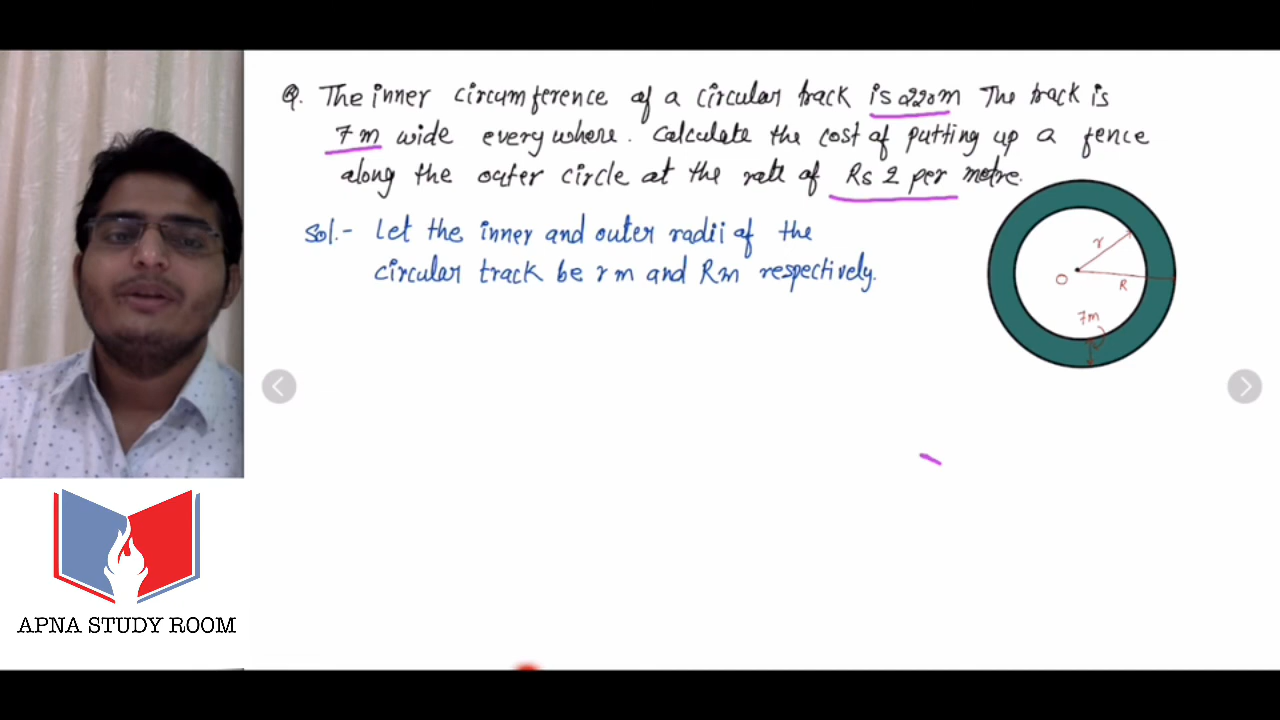 Q. The inner circumference of a circular track is 220m The track is
7m wide everywhere. Calculate the cost of putting up a fence
along the outer circle at the rate of Rs 2 per metre.
Sol.- Let the inner and outer radii of the
circular track be r m and Rm respectively.
r
O
R
7m
APNA STUDY ROOM